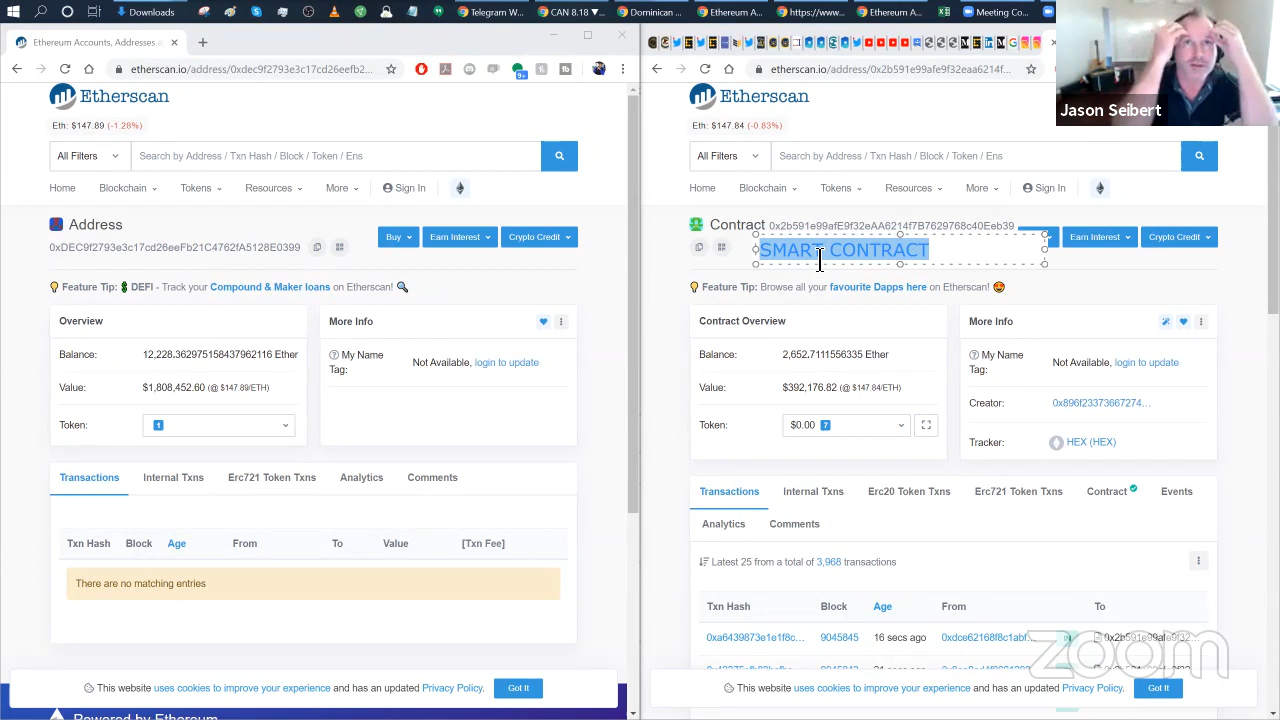 Downloads
Telegram W
CAN 8.18 ▼
Dominican
Ethereum A
https://www
Ethereum A
Meeting Co
Jason Seibert
Ethereum Accounts, Addresses a
etherscan.io/address/0xdec9f2793e3c17cd26eefb2...
9+
etherscan.io/address/0x2b591e99afe9f32eaa6214f...
Etherscan
Eth: $147.89 (-1.28%)
All Filters
Search by Address / Txn Hash / Block / Token / Ens
Home
Blockchain
Tokens
Resources
More
Sign In
Address
0xDEC9f2793e3c17cd26eeFb21C4762fA5128E0399
Buy
Earn Interest
Crypto Credit
Feature Tip: DEFI - Track your Compound & Maker loans on Etherscan!
Overview
Balance: 12,228.362975158437962116 Ether
Value: $1,808,452.60 (@ $147.89/ETH)
Token: 1
More Info
My Name Tag: Not Available, login to update
Transactions
Internal Txns
Erc721 Token Txns
Analytics
Comments
Txn Hash
Block
Age
From
To
Value
[Txn Fee]
There are no matching entries
This website uses cookies to improve your experience and has an updated Privacy Policy.
Got It
Powered by Ethereum
Etherscan
Eth: $147.84 (-0.83%)
All Filters
Search by Address / Txn Hash / Block / Token / Ens
Home
Blockchain
Tokens
Resources
More
Sign In
Contract 0x2b591e99afE9f32eAA6214f7B7629768c40Eeb39
SMART CONTRACT
Earn Interest
Crypto Credit
Feature Tip: Browse all your favourite Dapps here on Etherscan!
Contract Overview
Balance: 2,652.7111556335 Ether
Value: $392,176.82 (@ $147.84/ETH)
Token: $0.00 7
More Info
My Name Tag: Not Available, login to update
Creator: 0x896f23373667274...
Tracker: HEX (HEX)
Transactions
Internal Txns
Erc20 Token Txns
Erc721 Token Txns
Contract
Events
Analytics
Comments
Latest 25 from a total of 3,968 transactions
Txn Hash
Block
Age
From
To
0xa6439873e1e1f8c...
9045845
16 secs ago
0xdce62168f8c1abf...
IN
0x2b591e99afe9f32...
zoom
This website uses cookies to improve your experience and has an updated Privacy Policy.
Got It